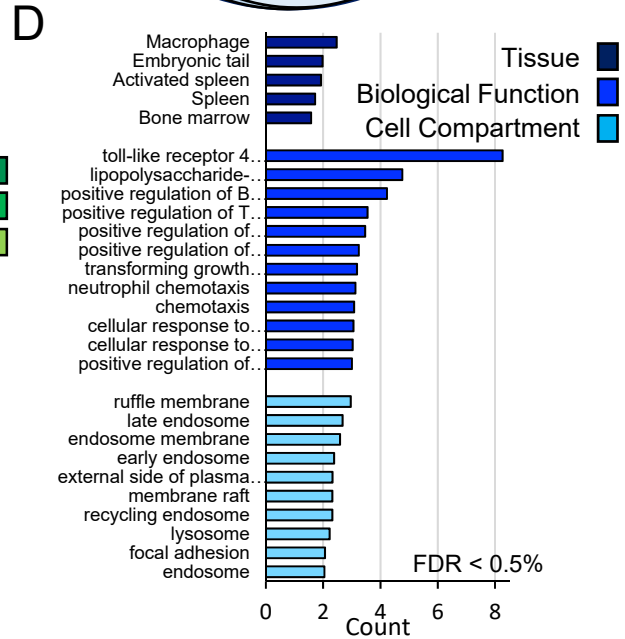 D
Tissue
Biological Function
Cell Compartment
Macrophage
Embryonic tail
Activated spleen
Spleen
Bone marrow
toll-like receptor 4…
lipopolysaccharide-…
positive regulation of B…
positive regulation of T…
positive regulation of…
positive regulation of…
transforming growth…
neutrophil chemotaxis
chemotaxis
cellular response to…
cellular response to…
positive regulation of…
ruffle membrane
late endosome
endosome membrane
early endosome
external side of plasma…
membrane raft
recycling endosome
lysosome
focal adhesion
endosome
FDR < 0.5%
0 2 4 6 8
Count